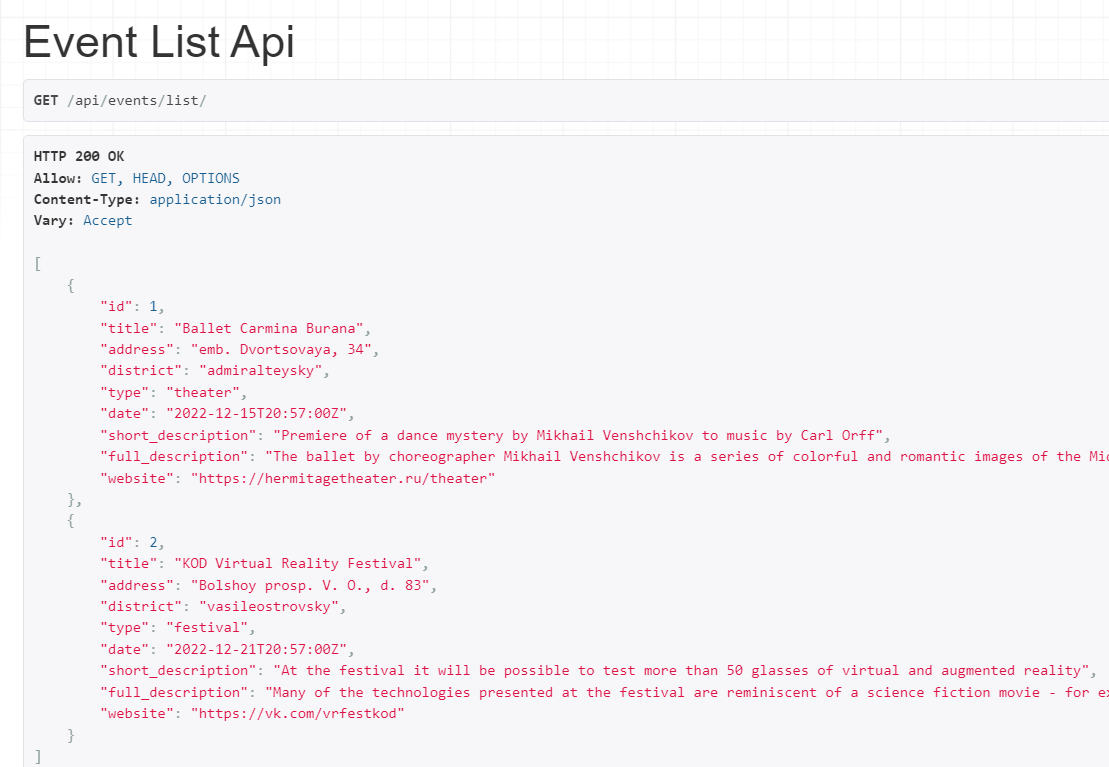 Event List Api
GET /api/events/list/
HTTP 200 OK
Allow: GET, HEAD, OPTIONS
Content-Type: application/json
Vary: Accept
[
{
"id": 1,
"title": "Ballet Carmina Burana",
"address": "emb. Dvortsovaya, 34",
"district": "admiralteysky",
"type": "theater",
"date": "2022-12-15T20:57:00Z",
"short_description": "Premiere of a dance mystery by Mikhail Venshchikov to music by Carl Orff",
"full_description": "The ballet by choreographer Mikhail Venshchikov is a series of colorful and romantic images of the
"website": "https://hermitagetheater.ru/theater"
},
{
"id": 2,
"title": "KOD Virtual Reality Festival",
"address": "Bolshoy prosp. V. O., d. 83",
"district": "vasileostrovsky",
"type": "festival",
"date": "2022-12-21T20:57:00Z",
"short_description": "At the festival it will be possible to test more than 50 glasses of virtual and augmented reality",
"full_description": "Many of the technologies presented at the festival are reminiscent of a science fiction movie - for
"website": "https://vk.com/vrfestkod"
}
]